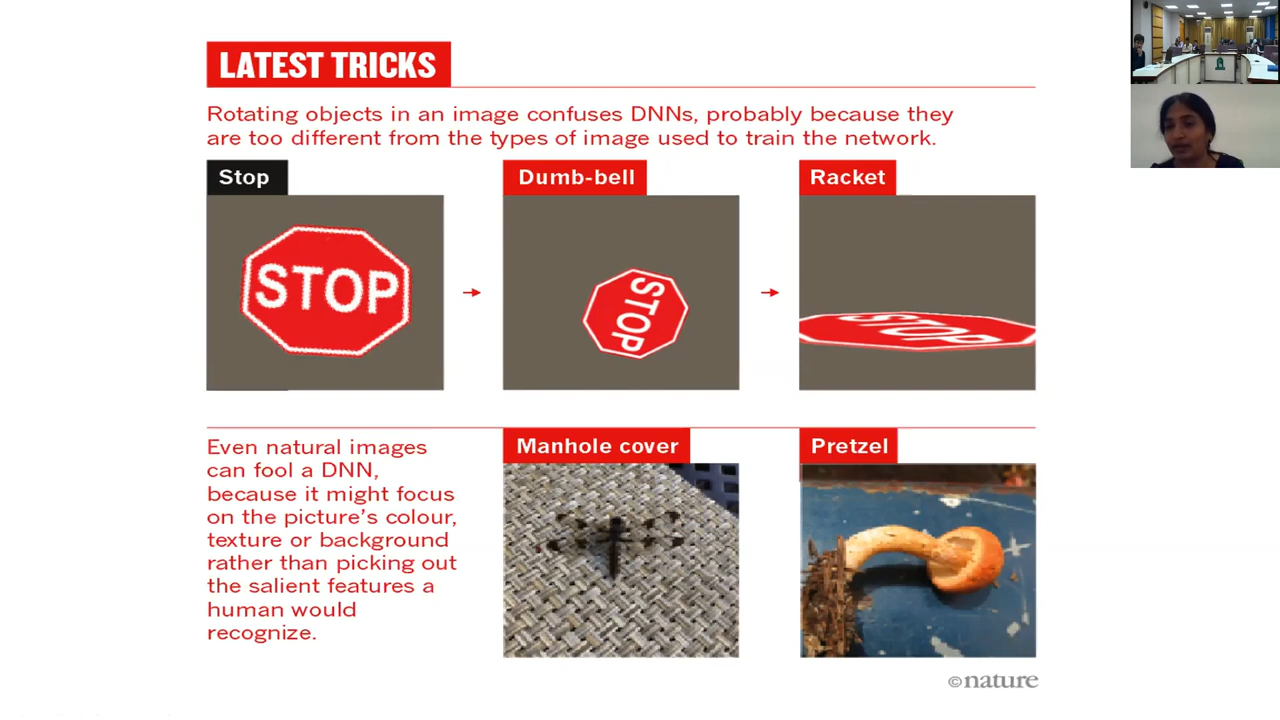 LATEST TRICKS
Rotating objects in an image confuses DNNs, probably because they
are too different from the types of image used to train the network.
Stop
Dumb-bell
Racket
STOP
STOP
STOP
Even natural images
can fool a DNN,
because it might focus
on the picture's colour,
texture or background
rather than picking out
the salient features a
human would
recognize.
Manhole cover
Pretzel
©nature